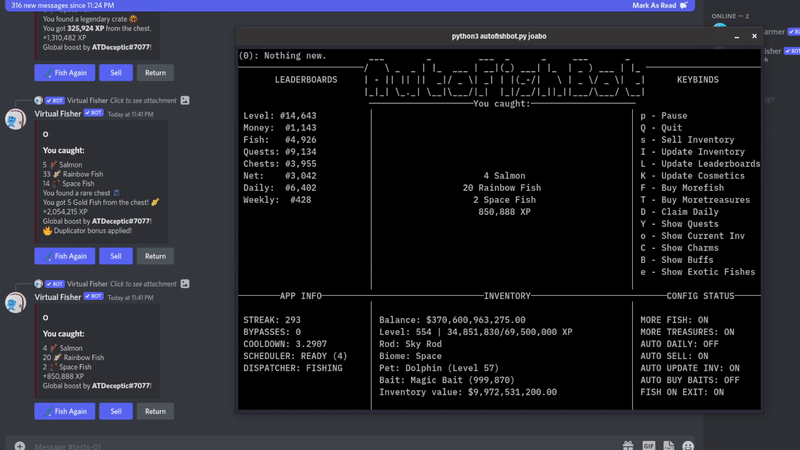 316 new messages since 11:24 PM
Mark As Read
You found a legendary crate
You got 325,924 XP from the chest.
+1,310,482 XP
Global boost by ATDeceptic#7077!
Fish Again
Sell
Return
Virtual Fisher Click to see attachment
Virtual Fisher BOT Today at 11:41 PM
O
You caught:
5 Salmon
33 Rainbow Fish
14 Space Fish
You found a rare chest
You got 5 Gold Fish from the chest!
+2,054,215 XP
Global boost by ATDeceptic#7077!
Duplicator bonus applied!
Fish Again
Sell
Return
BOT Virtual Fisher Click to see attachment
Virtual Fisher BOT Today at 11:41 PM
O
You caught:
4 Salmon
20 Rainbow Fish
2 Space Fish
+850,888 XP
Global boost by ATDeceptic#7077!
Fish Again
Sell
Return
Message #tests-01
GIF
ONLINE — 2
python3 autofishbot.py joabo
(0): Nothing new.
LEADERBOARDS
Level: #14,643
Money: #1,143
Fish: #4,926
Quests: #9,134
Chests: #3,955
Net: #3,042
Daily: #6,402
Weekly: #428
You caught:
4 Salmon
20 Rainbow Fish
2 Space Fish
850,888 XP
KEYBINDS
p - Pause
Q - Quit
s - Sell Inventory
I - Update Inventory
L - Update Leaderboards
K - Update Cosmetics
F - Buy Morefish
T - Buy Moretreasures
D - Claim Daily
Y - Show Quests
o - Show Current Inv
C - Show Charms
B - Show Buffs
e - Show Exotic Fishes
APP INFO
STREAK: 293
BYPASSES: 0
COOLDOWN: 3.2907
SCHEDULER: READY (4)
DISPATCHER: FISHING
INVENTORY
Balance: $370,600,963,275.00
Level: 554 | 34,851,830/69,500,000 XP
Rod: Sky Rod
Biome: Space
Pet: Dolphin (Level 57)
Bait: Magic Bait (999,870)
Inventory value: $9,972,531,200.00
CONFIG STATUS
MORE FISH: ON
MORE TREASURES: ON
AUTO DAILY: OFF
AUTO SELL: ON
AUTO UPDATE INV: ON
AUTO BUY BAITS: OFF
FISH ON EXIT: ON